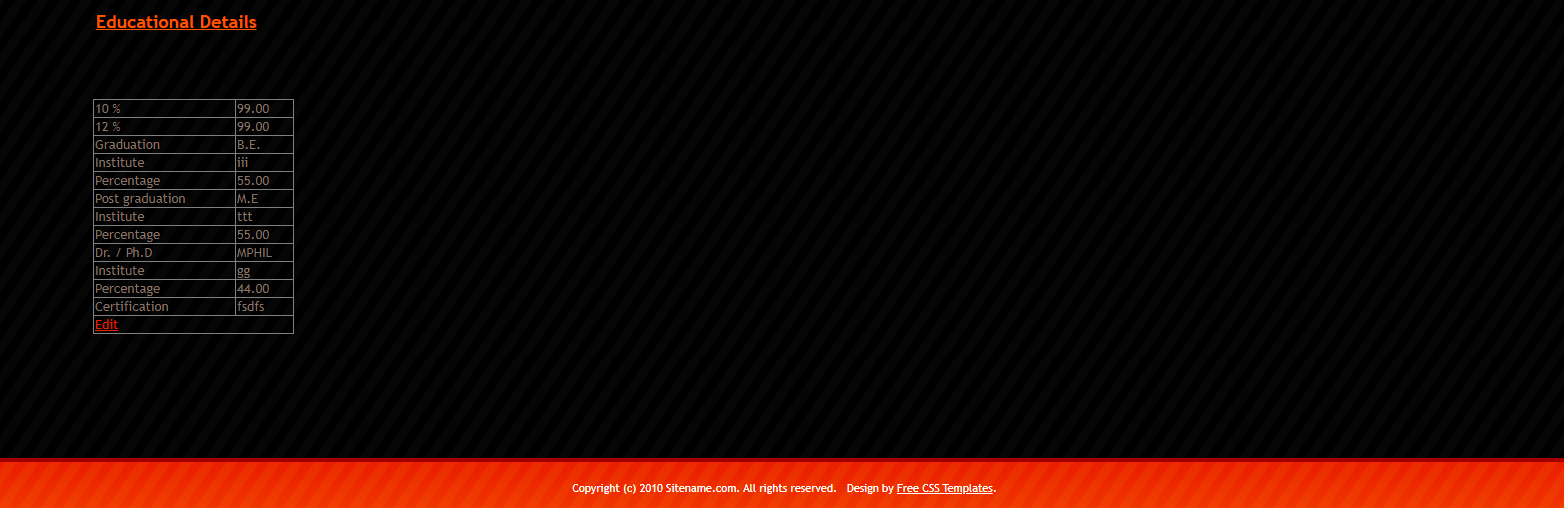 Educational Details
10 % 99.00
12 % 99.00
Graduation B.E.
Institute iii
Percentage 55.00
Post graduation M.E
Institute ttt
Percentage 55.00
Dr. / Ph.D MPHIL
Institute gg
Percentage 44.00
Certification fsdfs
Edit
Copyright (c) 2010 Sitename.com. All rights reserved. Design by Free CSS Templates.